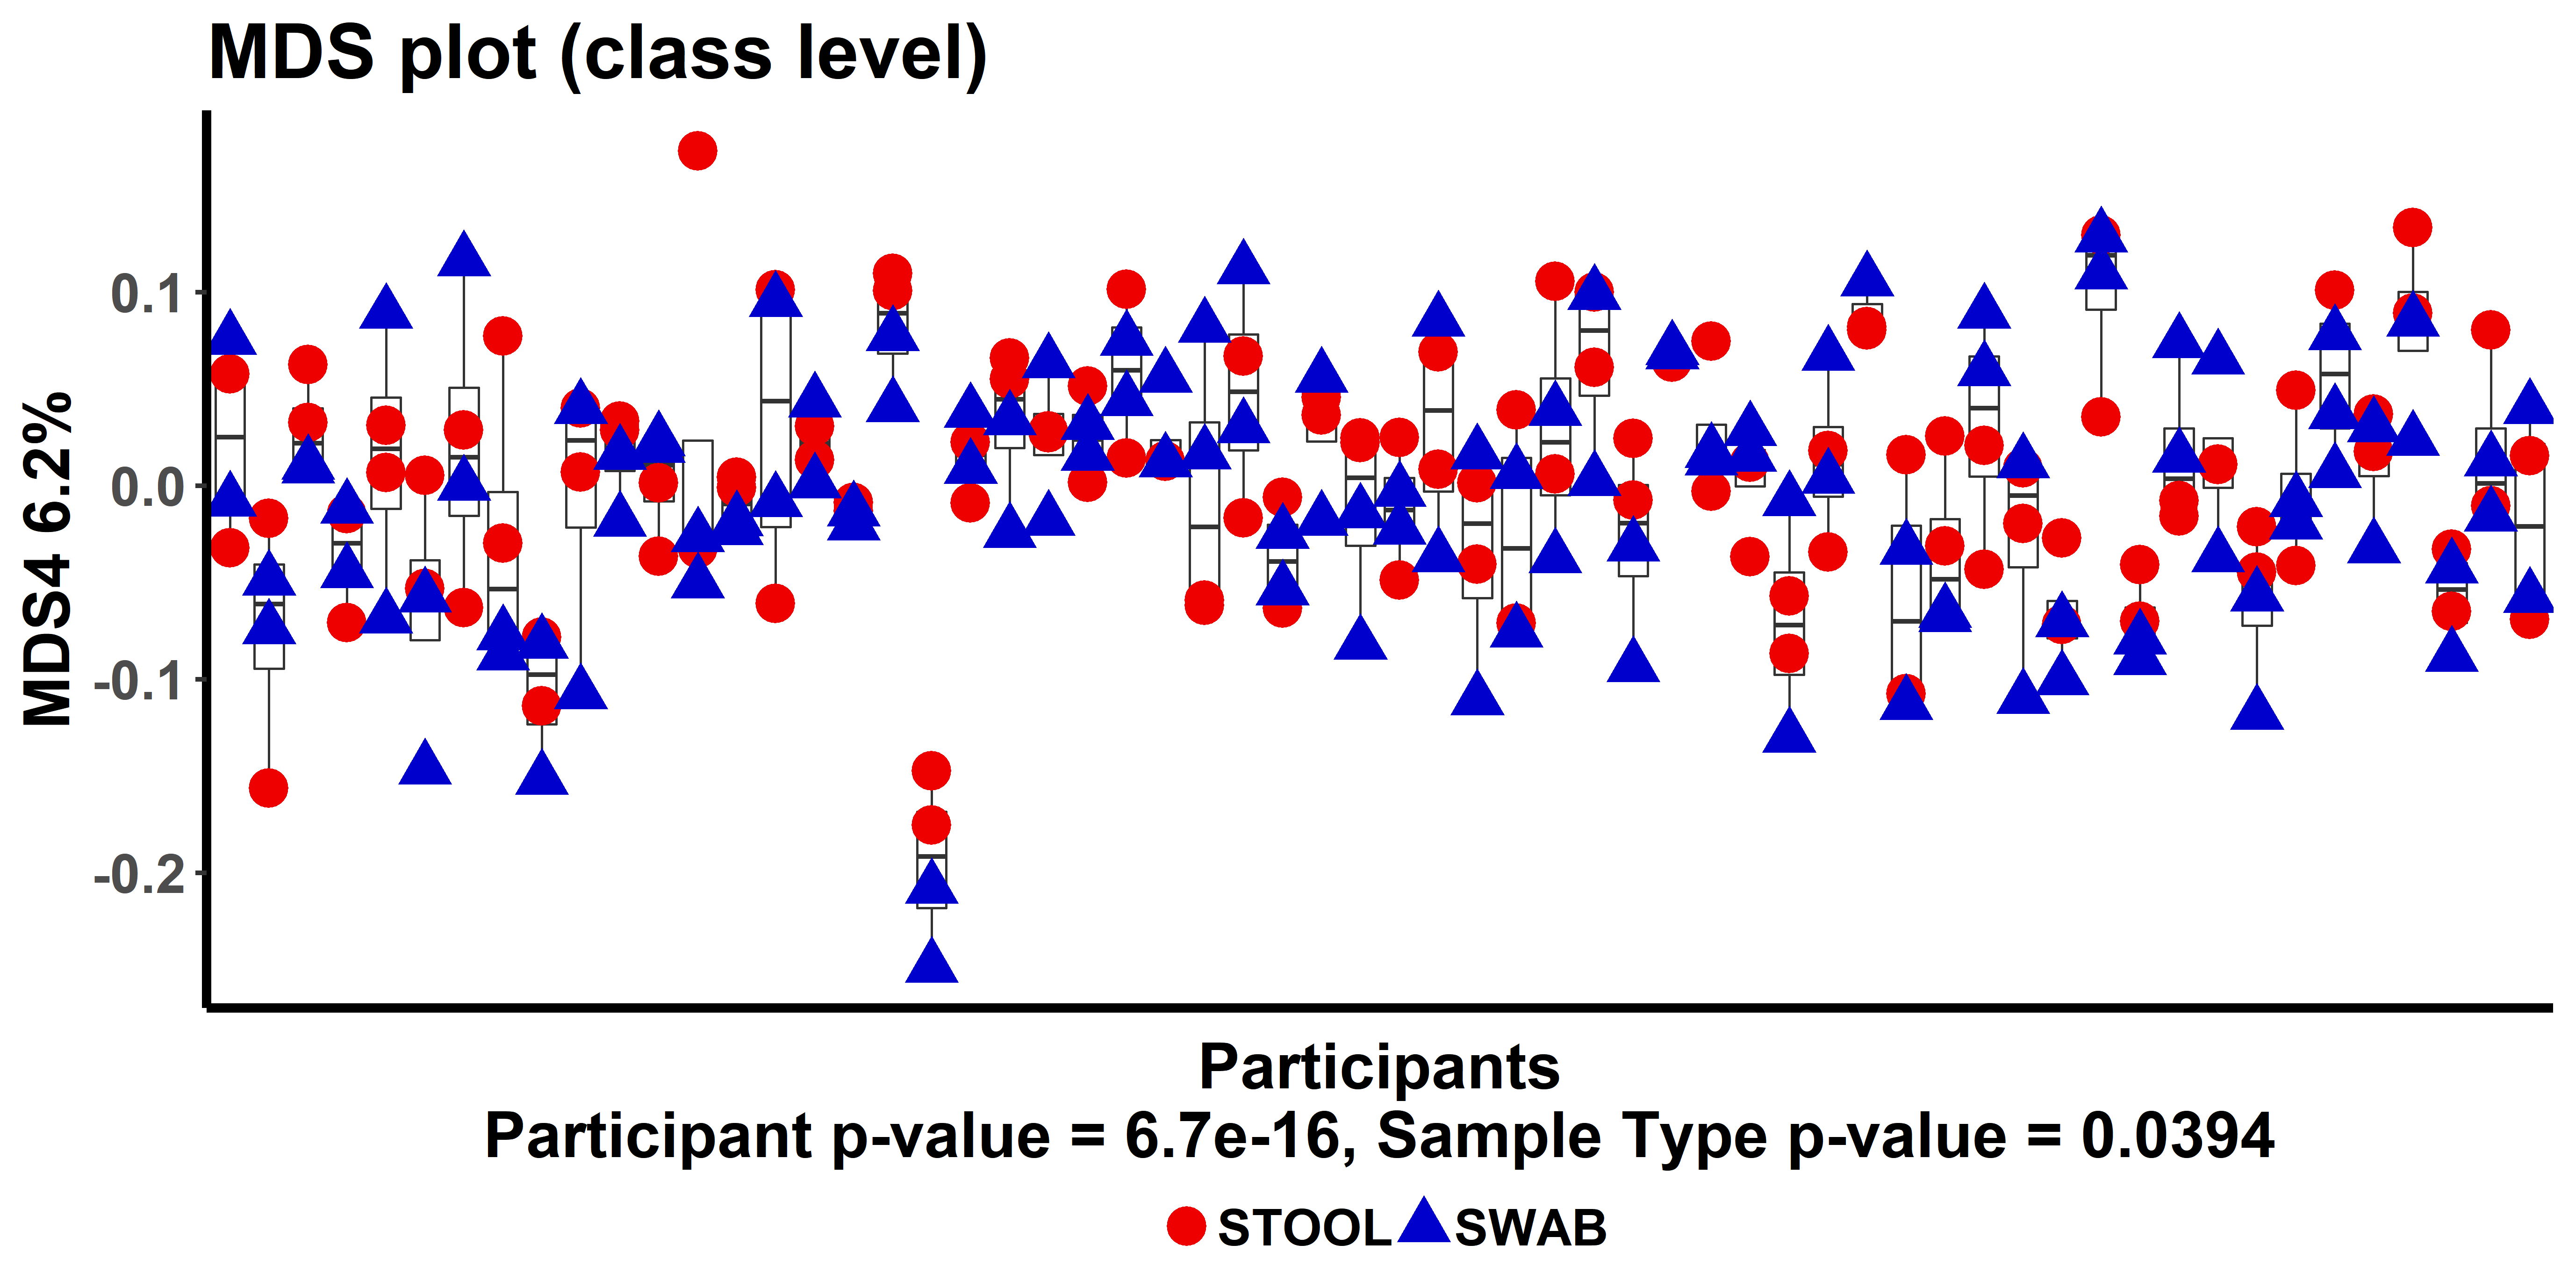 MDS plot (class level)
MDS4 6.2%
0.1
0.0
-0.1
-0.2
Participants
Participant p-value = 6.7e-16, Sample Type p-value = 0.0394
STOOL SWAB